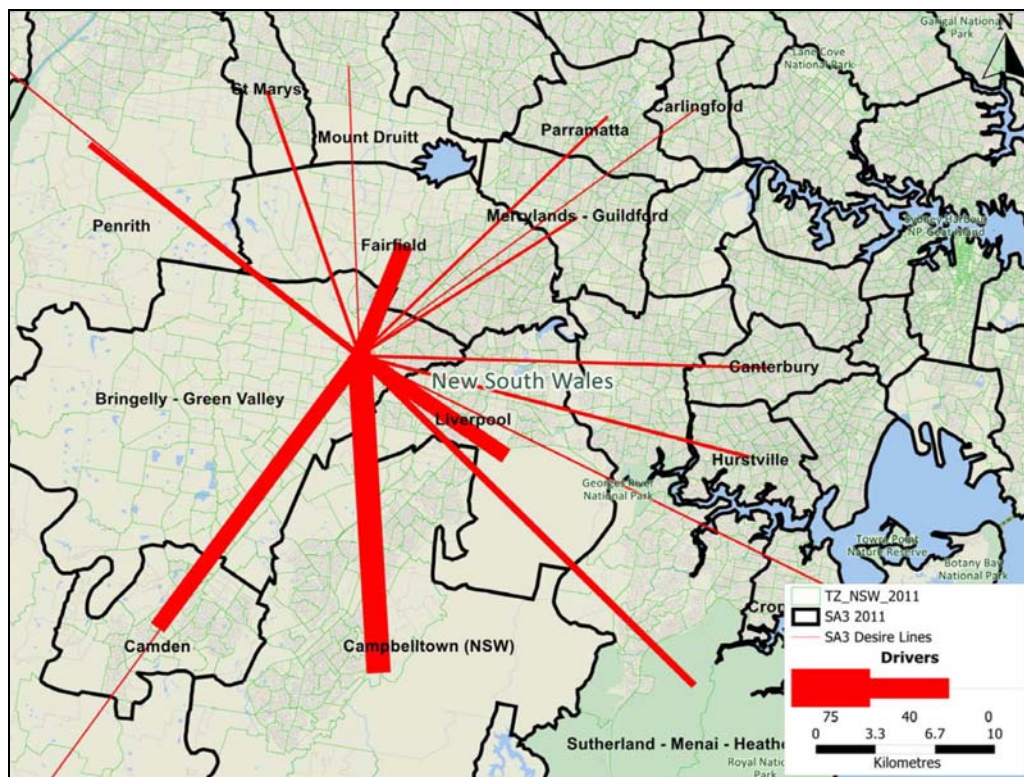 Garigal National
Park
N
Lane Cove
National Park
St Marys
Carlingford
Mount Druitt
Parramatta
Penrith
Merrylands - Guildford
Fairfield
New South Wales
Canterbury
Bringelly - Green Valley
Liverpool
Hurstville
Georges River
National Park
Towra Point
Nature Reserve
Botany Bay
National Park
Camden
Campbelltown (NSW)
Sutherland - Menai - Heathc
TZ_NSW_2011
SA3 2011
SA3 Desire Lines
Drivers
75 40 0
0 3.3 6.7 10
Kilometres